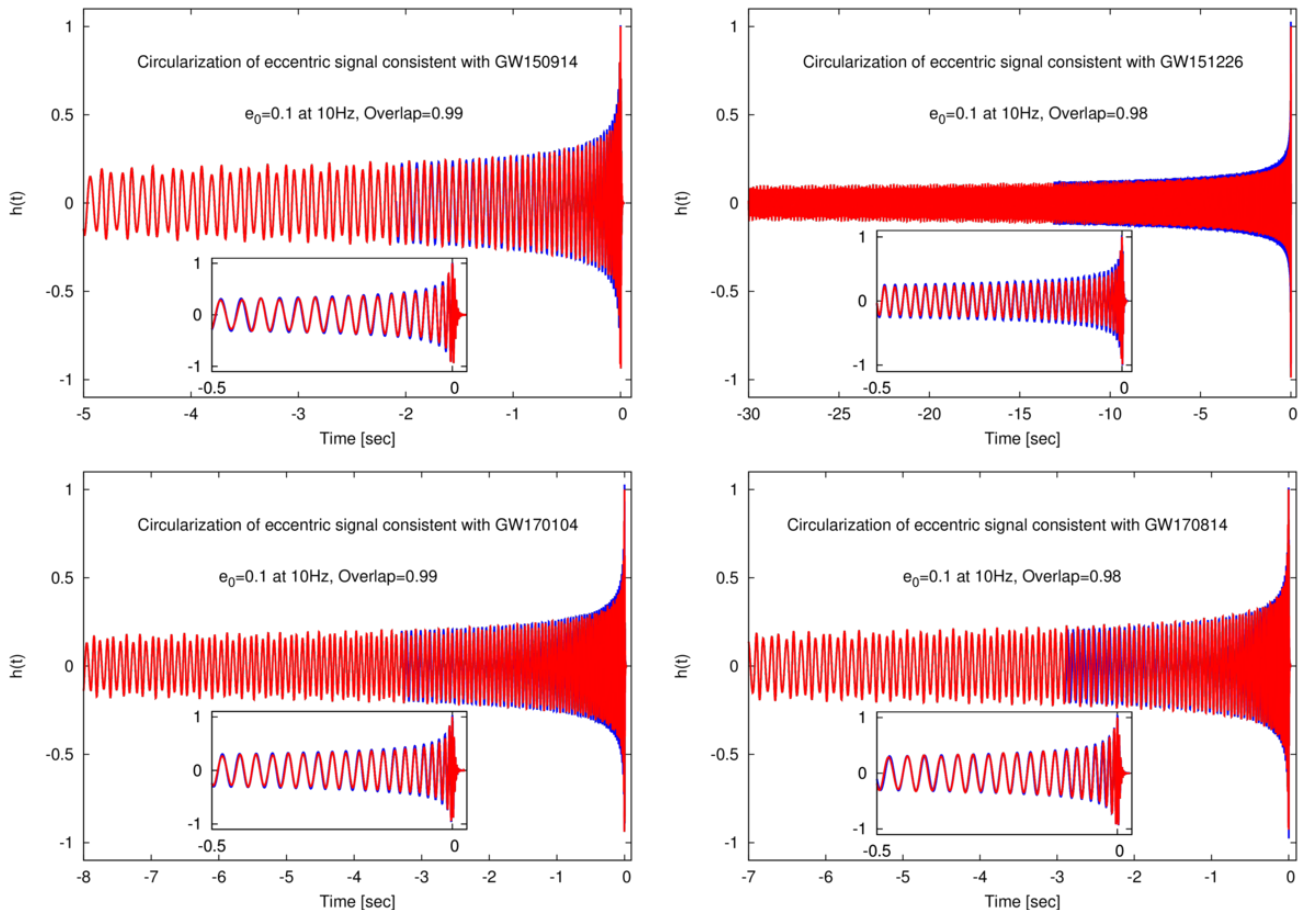 Circularization of eccentric signal consistent with GW150914
e0=0.1 at 10Hz, Overlap=0.99
h(t)
1
0.5
0
-0.5
-1
1
0
-1
-0.5 0
-5 -4 -3 -2 -1 0
Time [sec]
Circularization of eccentric signal consistent with GW151226
e0=0.1 at 10Hz, Overlap=0.98
h(t)
1
0.5
0
-0.5
-1
1
0
-1
-0.5 0
-30 -25 -20 -15 -10 -5 0
Time [sec]
Circularization of eccentric signal consistent with GW170104
e0=0.1 at 10Hz, Overlap=0.99
h(t)
1
0.5
0
-0.5
-1
1
0
-1
-0.5 0
-8 -7 -6 -5 -4 -3 -2 -1 0
Time [sec]
Circularization of eccentric signal consistent with GW170814
e0=0.1 at 10Hz, Overlap=0.98
h(t)
1
0.5
0
-0.5
-1
1
0
-1
-0.5 0
-7 -6 -5 -4 -3 -2 -1 0
Time [sec]